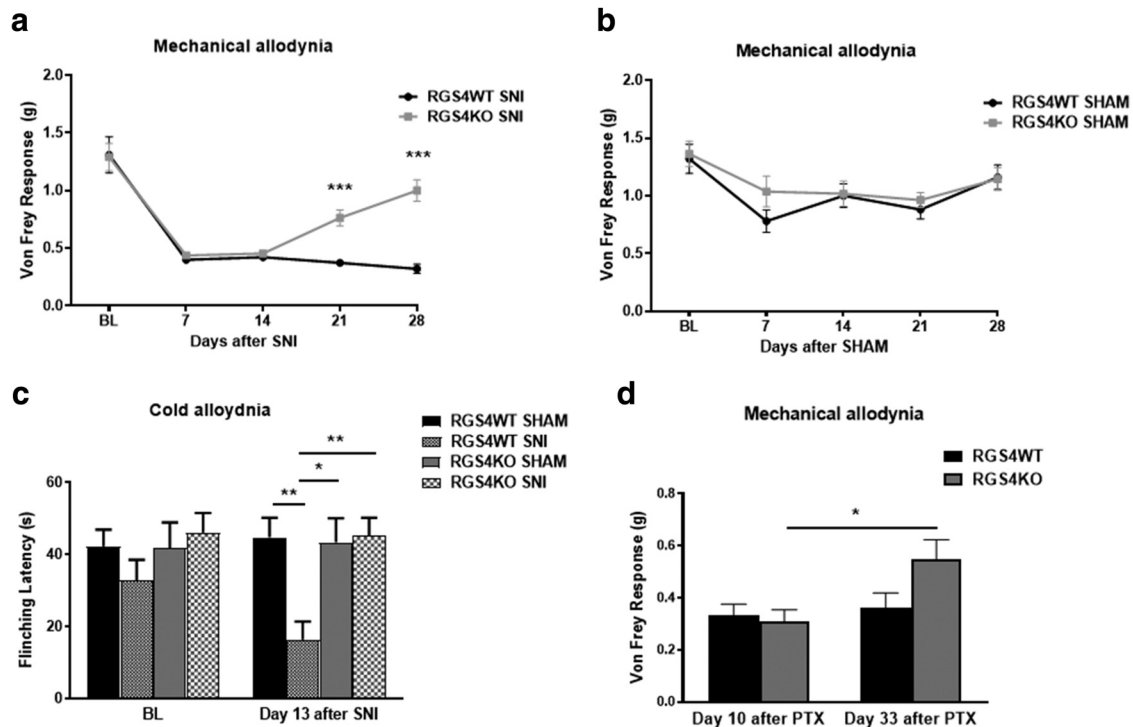 a
Mechanical allodynia
2.0
1.5
1.0
0.5
0.0
Von Frey Response (g)
RGS4WT SNI
RGS4KO SNI
***
***
BL 7 14 21 28
Days after SNI
b
Mechanical allodynia
2.0
1.5
1.0
0.5
0.0
Von Frey Response (g)
RGS4WT SHAM
RGS4KO SHAM
BL 7 14 21 28
Days after SHAM
c
Cold alloydnia
RGS4WT SHAM
RGS4WT SNI
RGS4KO SHAM
RGS4KO SNI
60
40
20
0
Flinching Latency (s)
**
*
**
BL Day 13 after SNI
d
Mechanical allodynia
RGS4WT
RGS4KO
0.8
0.6
0.4
0.2
0.0
Von Frey Response (g)
*
Day 10 after PTX Day 33 after PTX